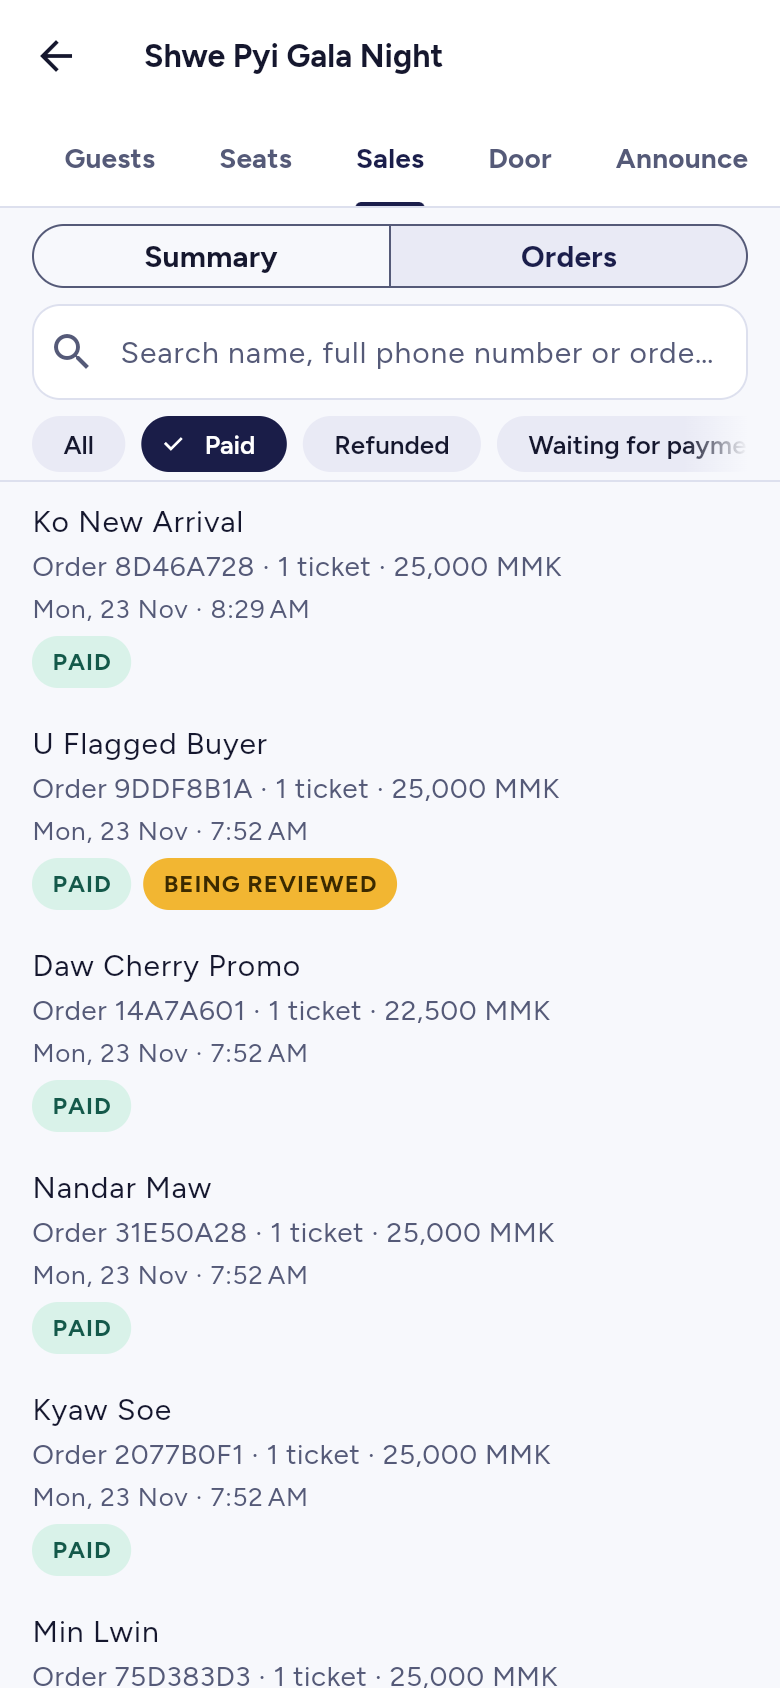 Shwe Pyi Gala Night
Guests Seats Sales Door Announce
Summary Orders
Search name, full phone number or orde...
All Paid Refunded Waiting for payme
Ko New Arrival
Order 8D46A728 · 1 ticket · 25,000 MMK
Mon, 23 Nov · 8:29 AM
PAID
U Flagged Buyer
Order 9DDF8B1A · 1 ticket · 25,000 MMK
Mon, 23 Nov · 7:52 AM
PAID BEING REVIEWED
Daw Cherry Promo
Order 14A7A601 · 1 ticket · 22,500 MMK
Mon, 23 Nov · 7:52 AM
PAID
Nandar Maw
Order 31E50A28 · 1 ticket · 25,000 MMK
Mon, 23 Nov · 7:52 AM
PAID
Kyaw Soe
Order 2077B0F1 · 1 ticket · 25,000 MMK
Mon, 23 Nov · 7:52 AM
PAID
Min Lwin
Order 75D383D3 · 1 ticket · 25,000 MMK